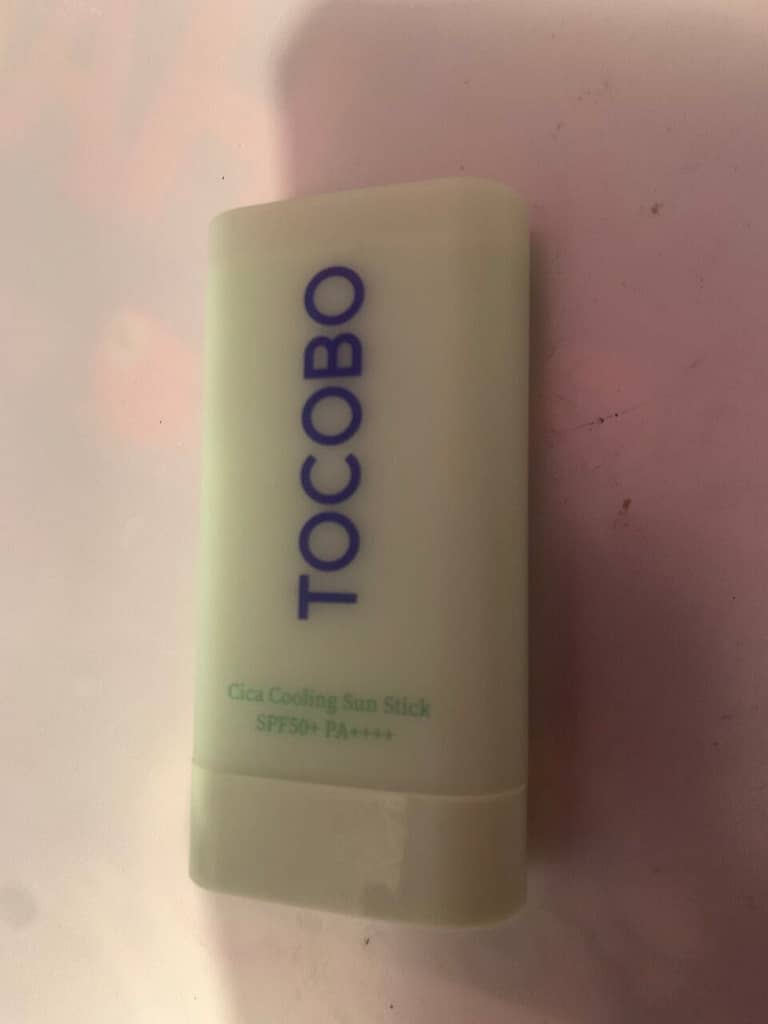 TOCOBO
Cica Cooling Sun Stick
SPF50+ PA++++